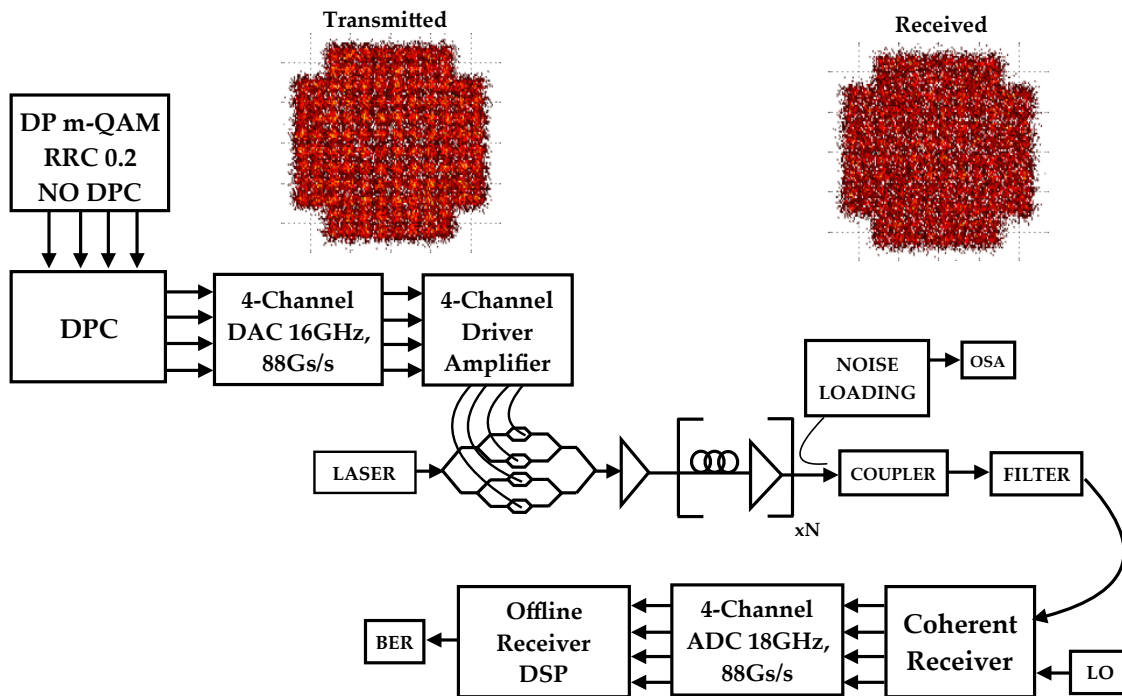 Transmitted
Received
DP m-QAM
RRC 0.2
NO DPC
DPC
4-Channel
DAC 16GHz,
88Gs/s
4-Channel
Driver
Amplifier
NOISE
LOADING
OSA
LASER
COUPLER
FILTER
xN
BER
Offline
Receiver
DSP
4-Channel
ADC 18GHz,
88Gs/s
Coherent
Receiver
LO